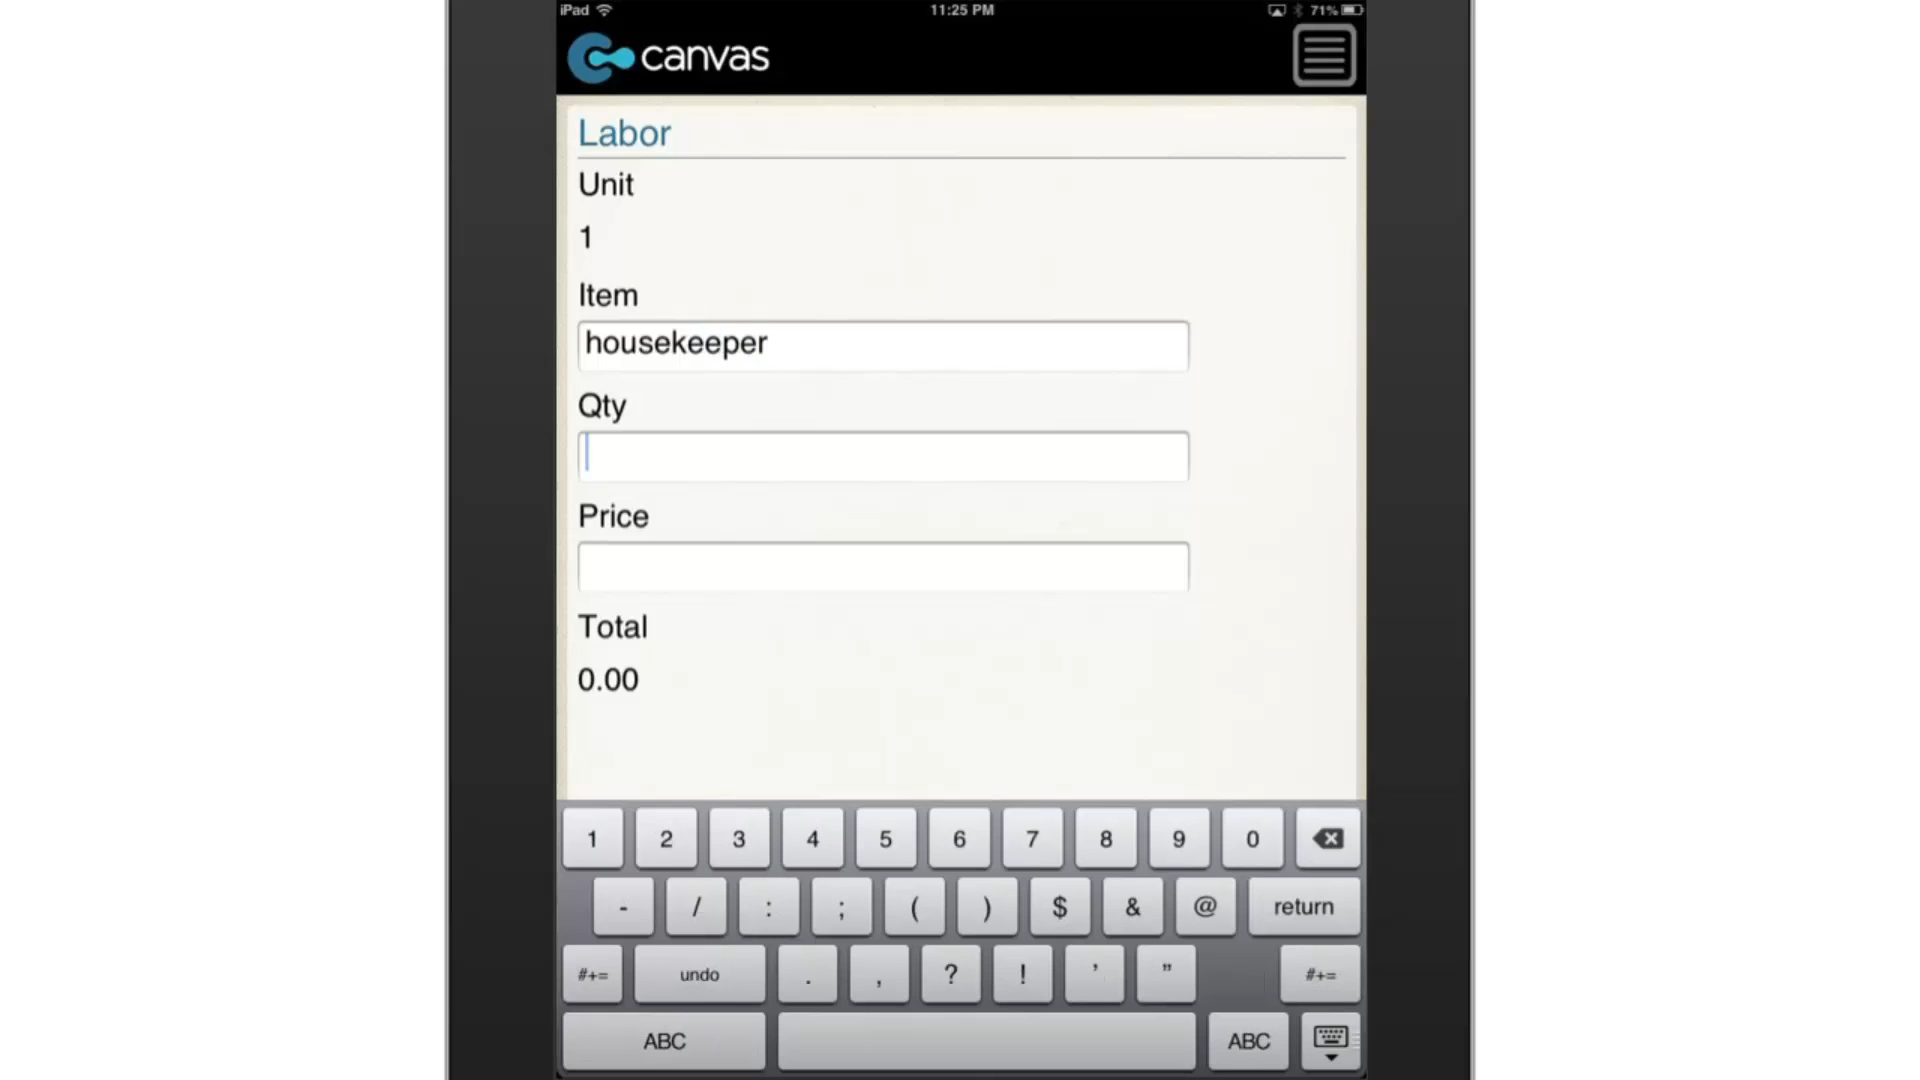 iPad 11:25 PM 71%
canvas
Labor
Unit
1
Item
housekeeper
Qty
Price
Total
0.00
1 2 3 4 5 6 7 8 9 0
- / : ; ( ) $ & @ return
#+= undo . , ? ! ' " #+=
ABC ABC